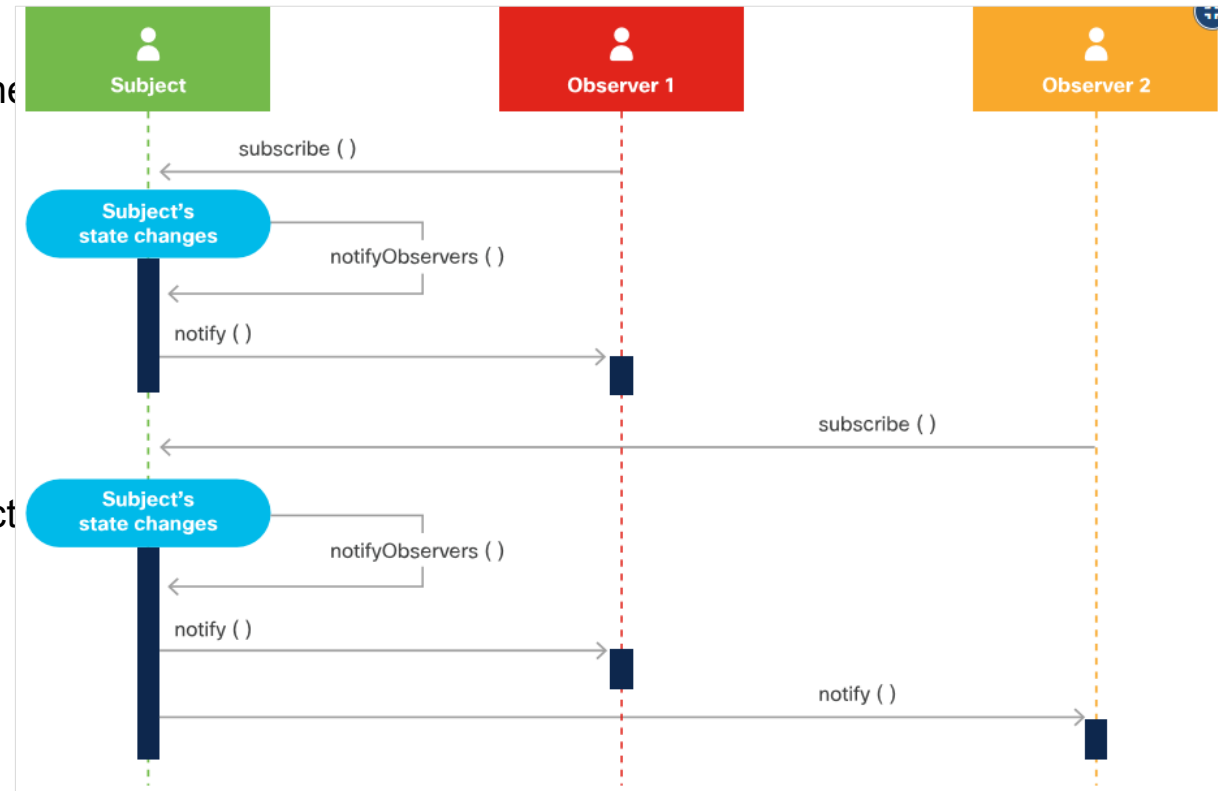 Subject
Observer 1
Observer 2
subscribe ( )
Subject's
state changes
notifyObservers ( )
notify ( )
subscribe ( )
Subject's
state changes
notifyObservers ( )
notify ( )
notify ( )